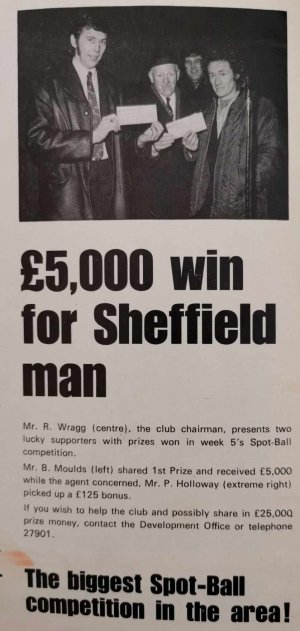 £5,000 win
for Sheffield
man
Mr. R. Wragg (centre), the club chairman, presents two
lucky supporters with prizes won in week 5's Spot-Ball
competition.
Mr. B. Moulds (left) shared 1st Prize and received £5,000
while the agent concerned, Mr. P. Holloway (extreme right)
picked up a £125 bonus.
If you wish to help the club and possibly share in £25,000
prize money, contact the Development Office or telephone
27901.
The biggest Spot-Ball
competition in the area!